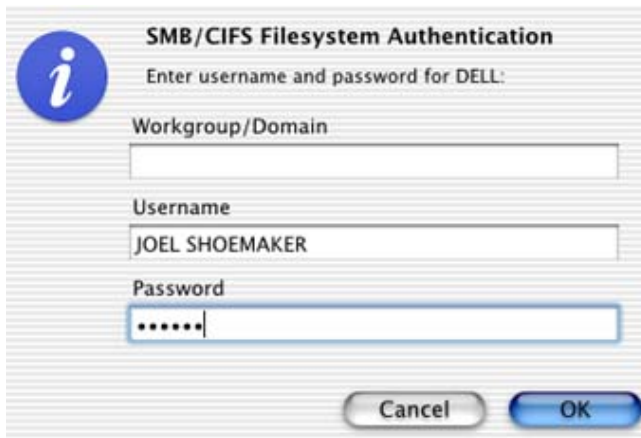 SMB/CIFS Filesystem Authentication
Enter username and password for DELL:
Workgroup/Domain
Username
JOEL SHOEMAKER
Password
••••••
Cancel
OK